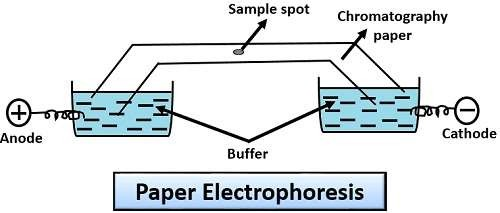 Sample spot
Chromatography
paper
+
Anode
−
Cathode
Buffer
Paper Electrophoresis